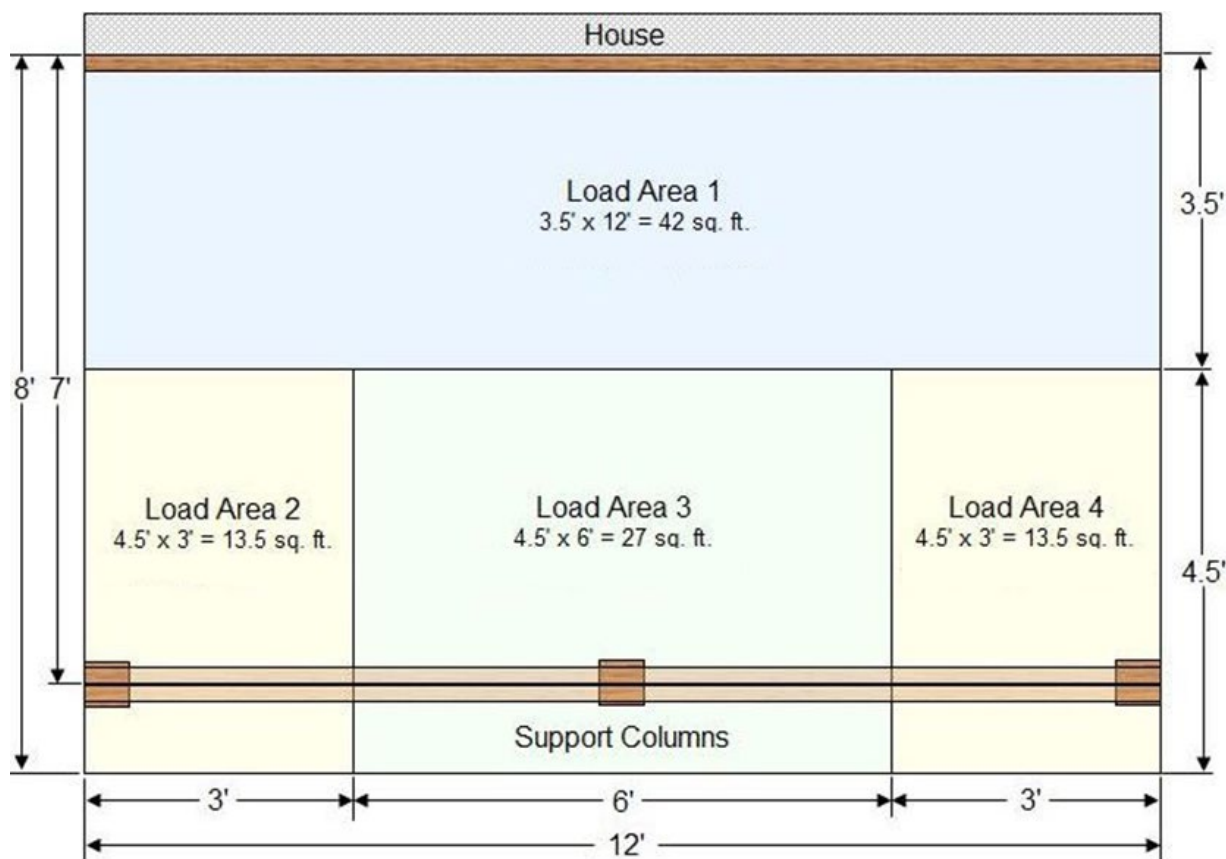 House
Load Area 1
3.5' x 12' = 42 sq. ft.
3.5'
8'
7'
Load Area 2
4.5' x 3' = 13.5 sq. ft.
Load Area 3
4.5' x 6' = 27 sq. ft.
Load Area 4
4.5' x 3' = 13.5 sq. ft.
4.5'
Support Columns
3'
6'
3'
12'